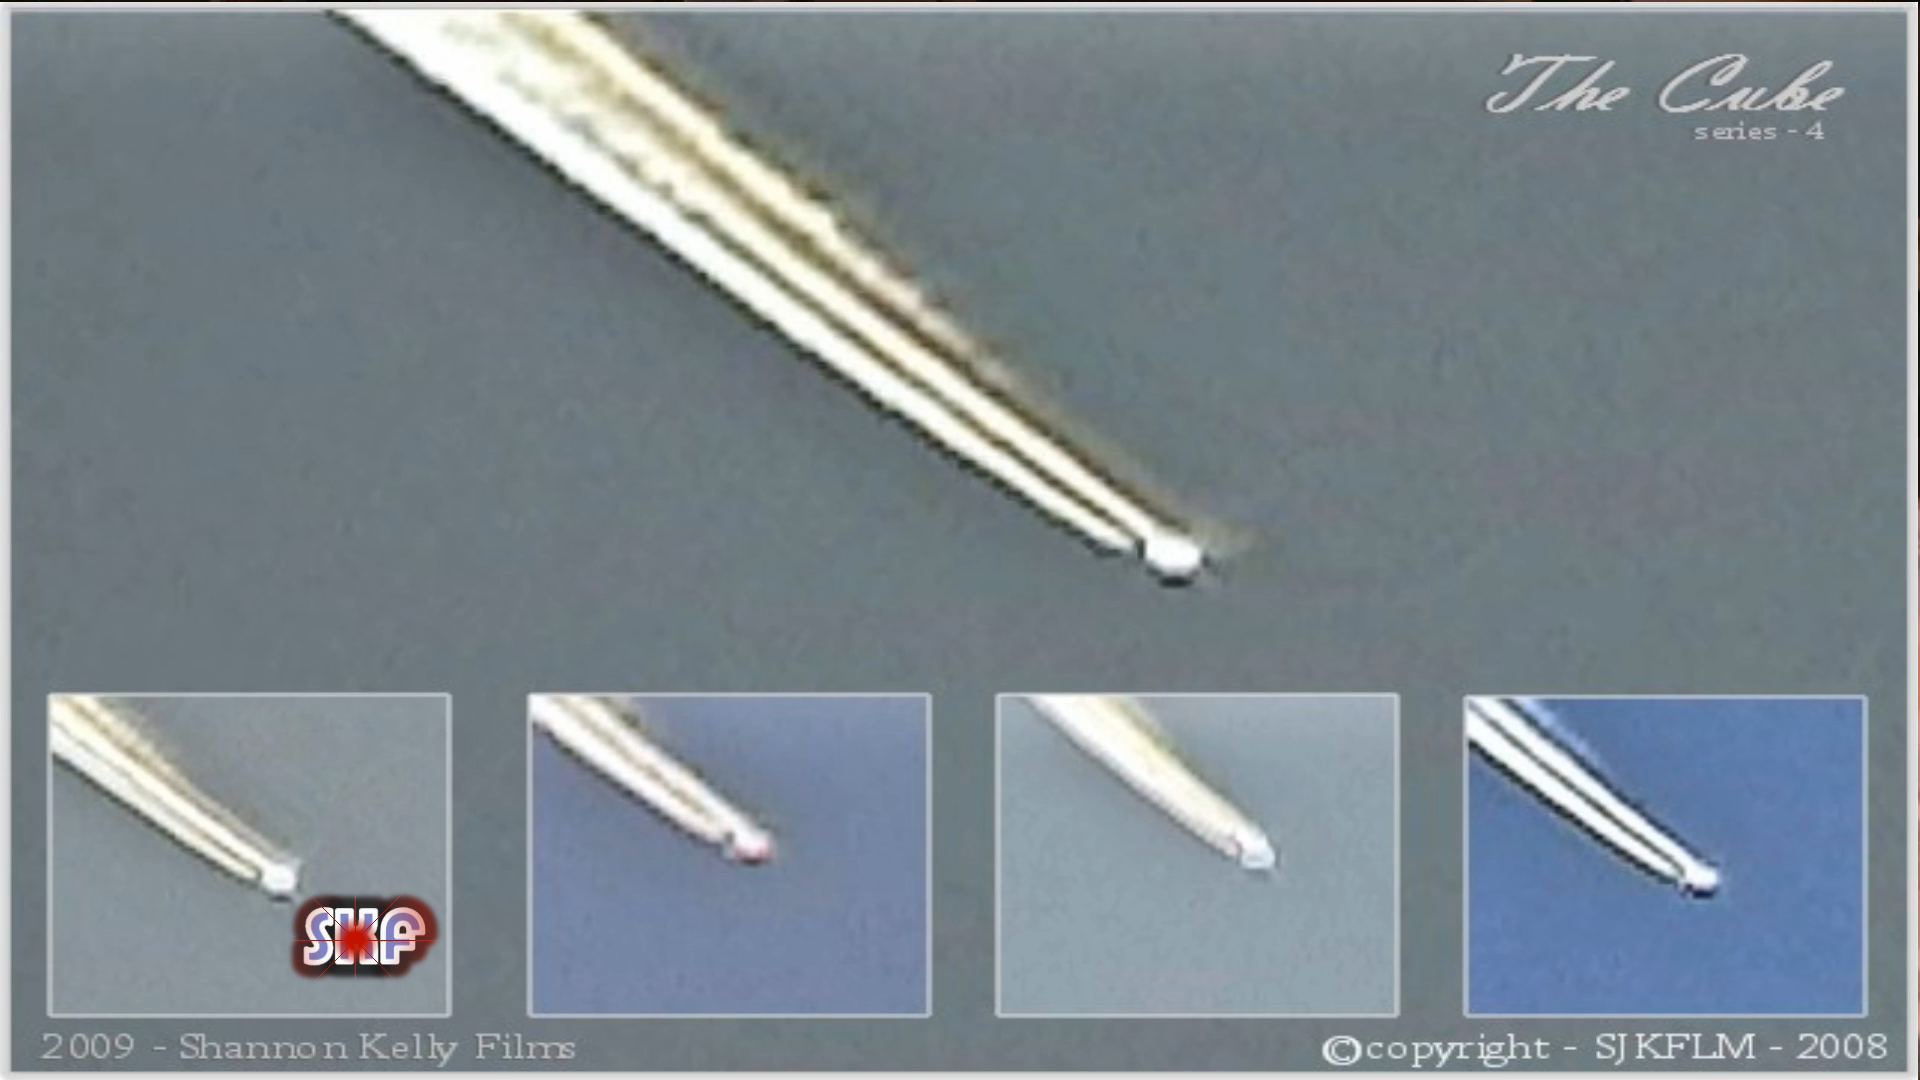 The Cube
series - 4
SKF
2009 - Shannon Kelly Films
©copyright - SJKFLM - 2008